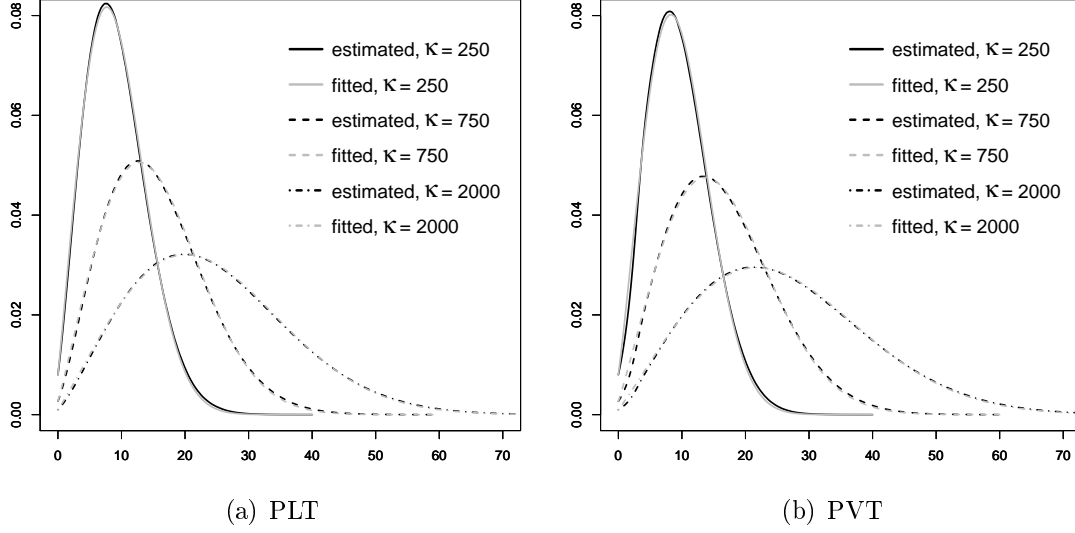 0.00 0.02 0.04 0.06 0.08
estimated, κ = 250
fitted, κ = 250
estimated, κ = 750
fitted, κ = 750
estimated, κ = 2000
fitted, κ = 2000
0 10 20 30 40 50 60 70
(a) PLT
0.00 0.02 0.04 0.06 0.08
estimated, κ = 250
fitted, κ = 250
estimated, κ = 750
fitted, κ = 750
estimated, κ = 2000
fitted, κ = 2000
0 10 20 30 40 50 60 70
(b) PVT